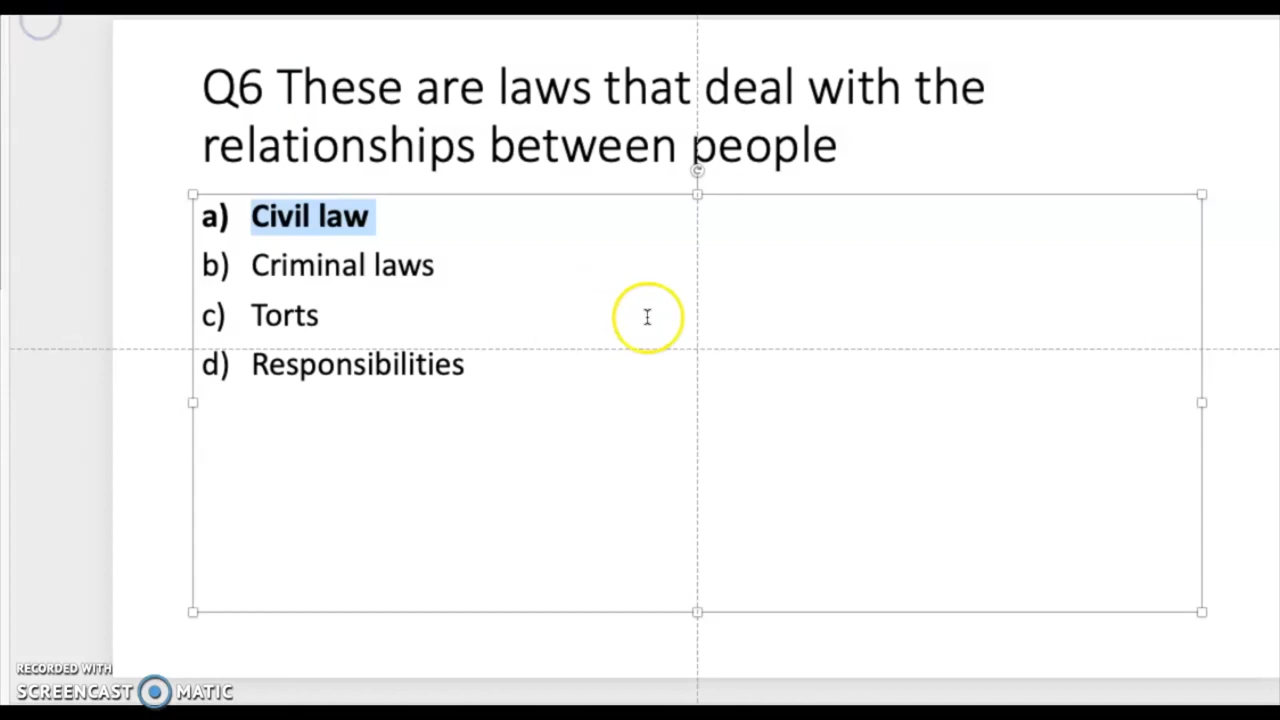 Q6 These are laws that deal with the
relationships between people
a) Civil law
b) Criminal laws
c) Torts
d) Responsibilities
RECORDED WITH
SCREENCAST MATIC